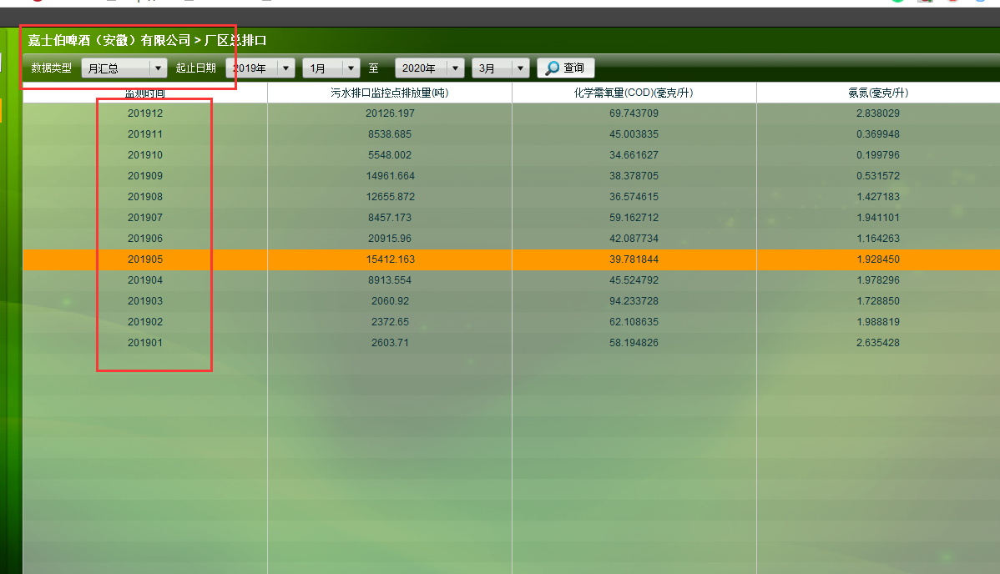 嘉士伯啤酒（安徽）有限公司 > 厂区总排口
数据类型 月汇总 起止日期 2019年 1月 至 2020年 3月 查询
监测时间 污水排口监控点排放量(吨) 化学需氧量(COD)(毫克/升) 氨氮(毫克/升)
201912 20126.197 69.743709 2.838029
201911 8538.685 45.003835 0.369948
201910 5548.002 34.661627 0.199796
201909 14961.664 38.378705 0.531572
201908 12655.872 36.574615 1.427183
201907 8457.173 59.162712 1.941101
201906 20915.96 42.087734 1.164263
201905 15412.163 39.781844 1.928450
201904 8913.554 45.524792 1.978296
201903 2060.92 94.233728 1.728850
201902 2372.65 62.108635 1.988819
201901 2603.71 58.194826 2.635428